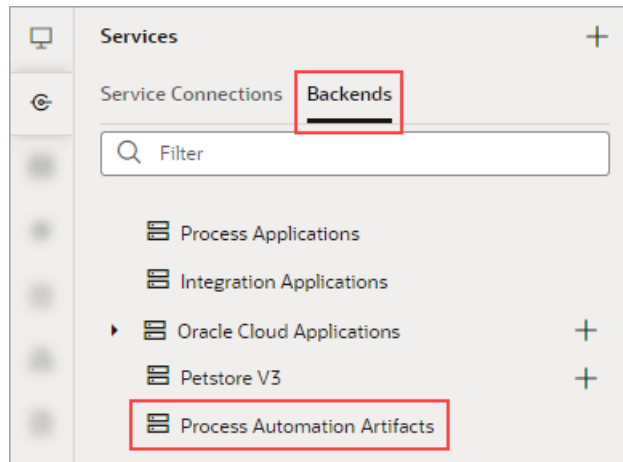 Services
Service Connections Backends
Filter
Process Applications
Integration Applications
Oracle Cloud Applications
Petstore V3
Process Automation Artifacts